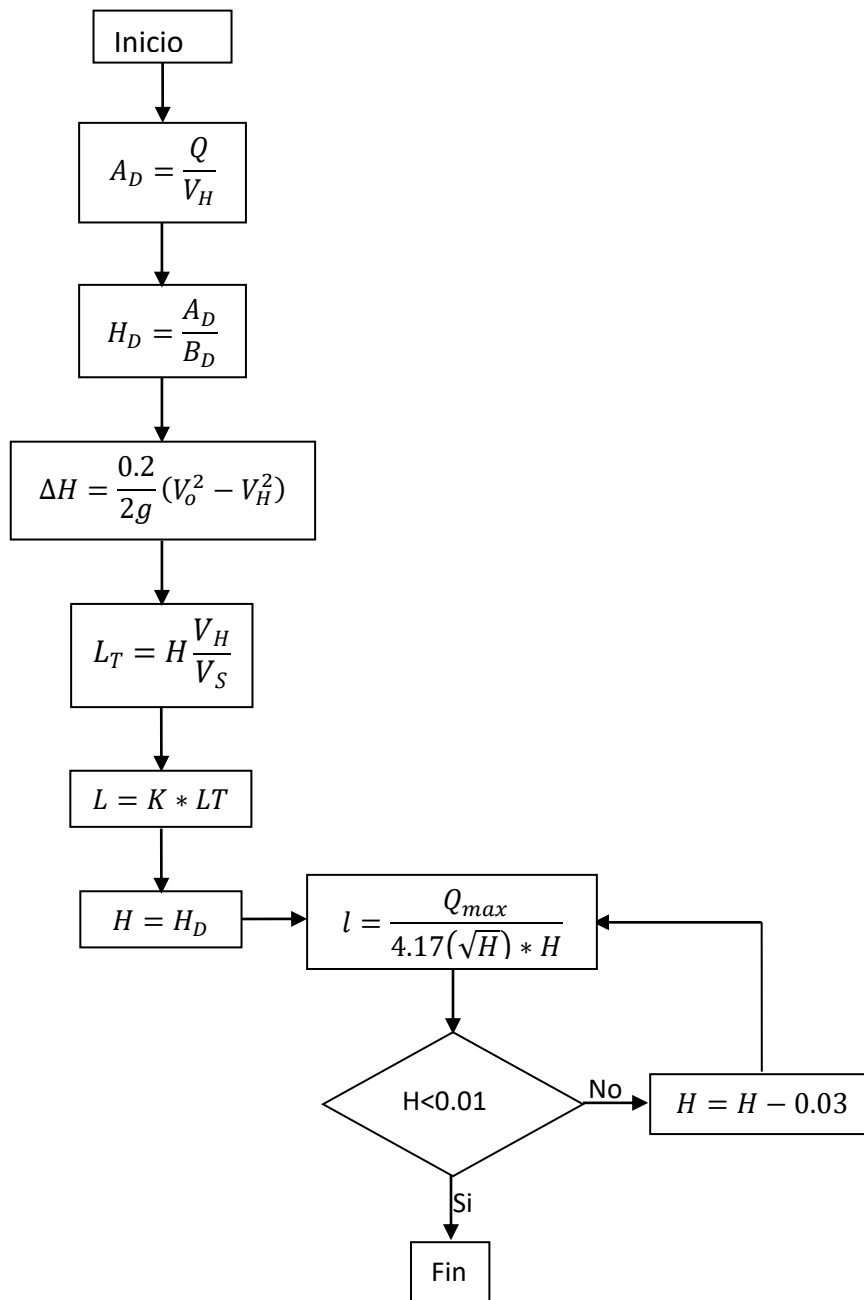 Inicio
A_D = Q / V_H
H_D = A_D / B_D
ΔH = 0.2 / 2g (V_o^2 − V_H^2)
L_T = H V_H / V_S
L = K ∗ LT
H = H_D
l = Q_max / 4.17(√H) ∗ H
H<0.01
No
H = H − 0.03
Si
Fin